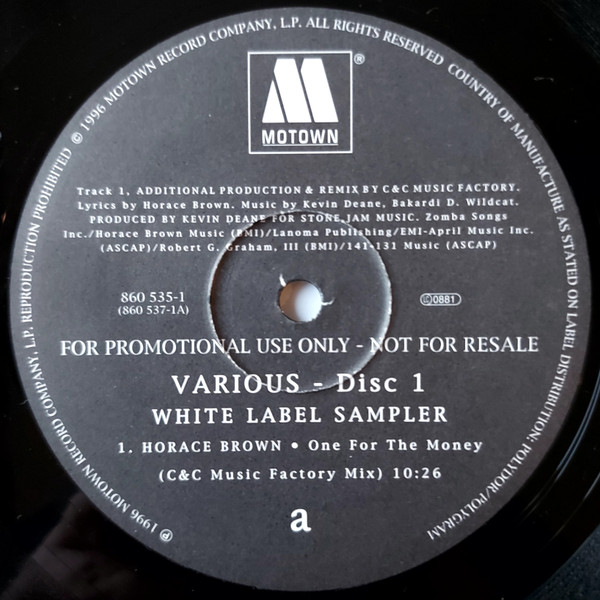 ℗ 1996 MOTOWN RECORD COMPANY, L.P. REPRODUCTION PROHIBITED © 1996 MOTOWN RECORD COMPANY, L.P. ALL RIGHTS RESERVED COUNTRY OF MANUFACTURE AS STATED ON LABEL DISTRIBUTION: POLYDOR/POLYGRAM
M®
MOTOWN
Track 1, ADDITIONAL PRODUCTION & REMIX BY C&C MUSIC FACTORY.
Lyrics by Horace Brown. Music by Kevin Deane, Bakardi D. Wildcat.
PRODUCED BY KEVIN DEANE FOR STONE JAM MUSIC. Zomba Songs
Inc./Horace Brown Music (BMI)/Lanoma Publishing/EMI-April Music Inc.
(ASCAP)/Robert G. Graham, III (BMI)/141-131 Music (ASCAP)
860 535-1
(860 537-1A)
LC 0881
FOR PROMOTIONAL USE ONLY - NOT FOR RESALE
VARIOUS - Disc 1
WHITE LABEL SAMPLER
1. HORACE BROWN • One For The Money
(C&C Music Factory Mix) 10:26
a